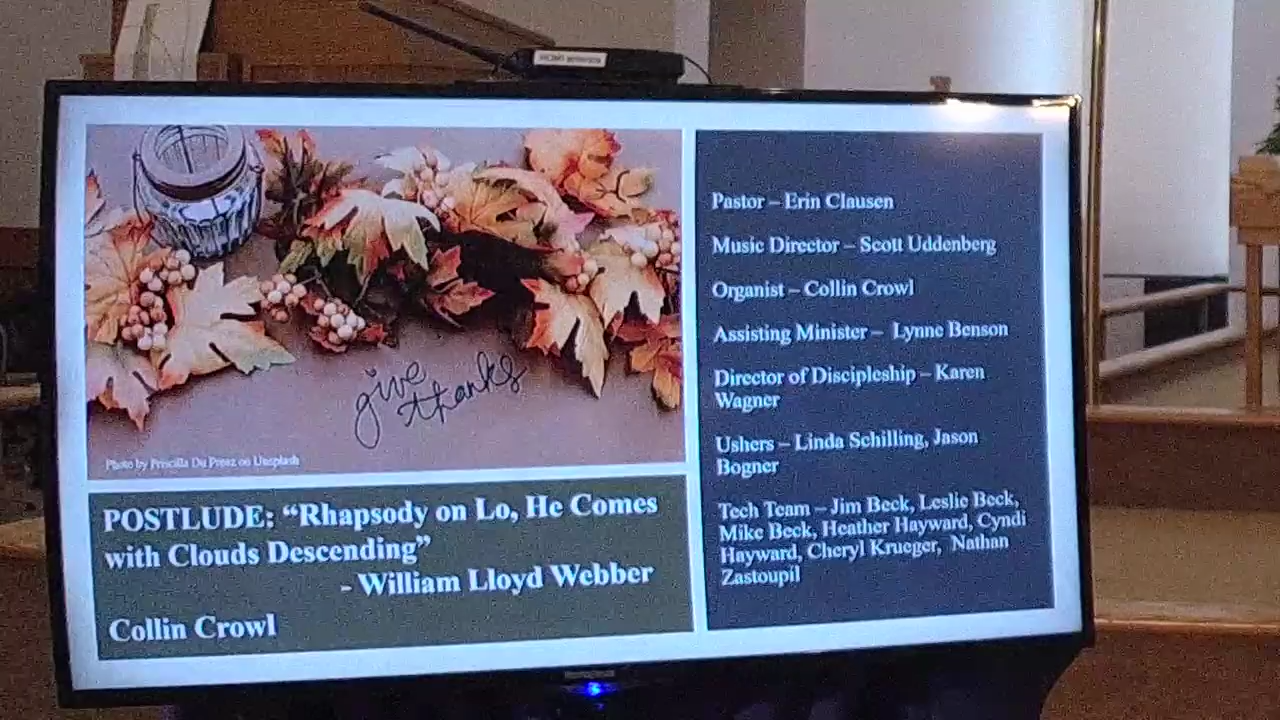 give
thanks
Photo by Priscilla Du Preez on Unsplash
POSTLUDE: “Rhapsody on Lo, He Comes
with Clouds Descending”
- William Lloyd Webber
Collin Crowl
Pastor – Erin Clausen
Music Director – Scott Uddenberg
Organist – Collin Crowl
Assisting Minister – Lynne Benson
Director of Discipleship – Karen
Wagner
Ushers – Linda Schilling, Jason
Bogner
Tech Team – Jim Beck, Leslie Beck,
Mike Beck, Heather Hayward, Cyndi
Hayward, Cheryl Krueger, Nathan
Zastoupil